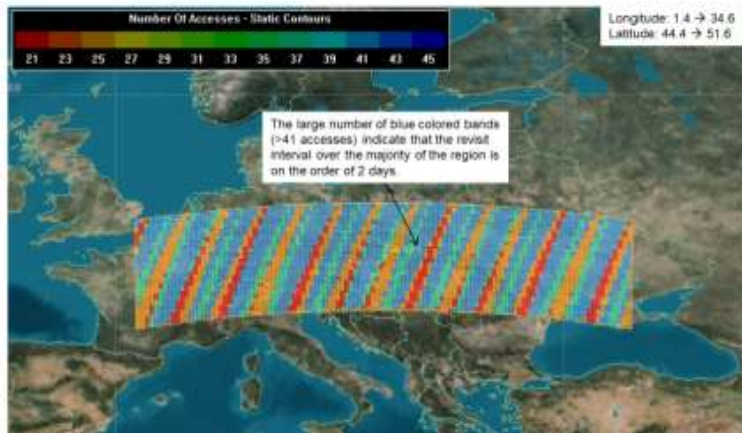 Number Of Accesses - Static Contours
21 23 25 27 29 31 33 35 37 39 41 43 45
Longitude: 1.4 → 34.6
Latitude: 44.4 → 51.6
The large number of blue colored bands
(>41 accesses) indicate that the revisit
interval over the majority of the region is
on the order of 2 days.